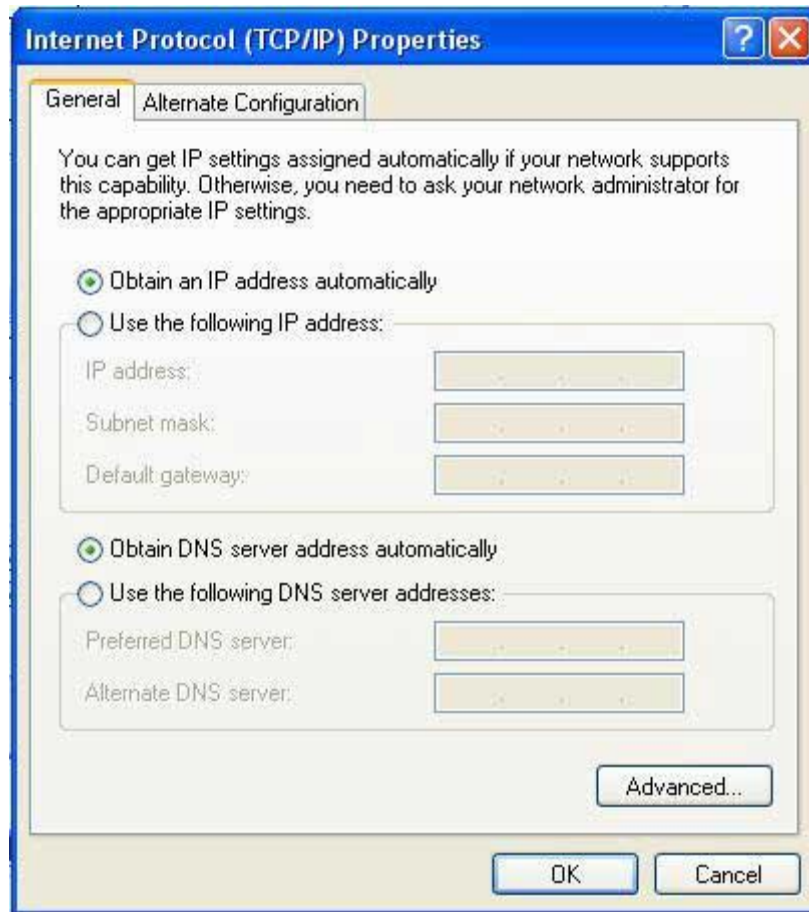 Internet Protocol (TCP/IP) Properties
General
Alternate Configuration
You can get IP settings assigned automatically if your network supports
this capability. Otherwise, you need to ask your network administrator for
the appropriate IP settings.
Obtain an IP address automatically
Use the following IP address:
IP address:
Subnet mask:
Default gateway:
Obtain DNS server address automatically
Use the following DNS server addresses:
Preferred DNS server:
Alternate DNS server:
Advanced...
OK
Cancel